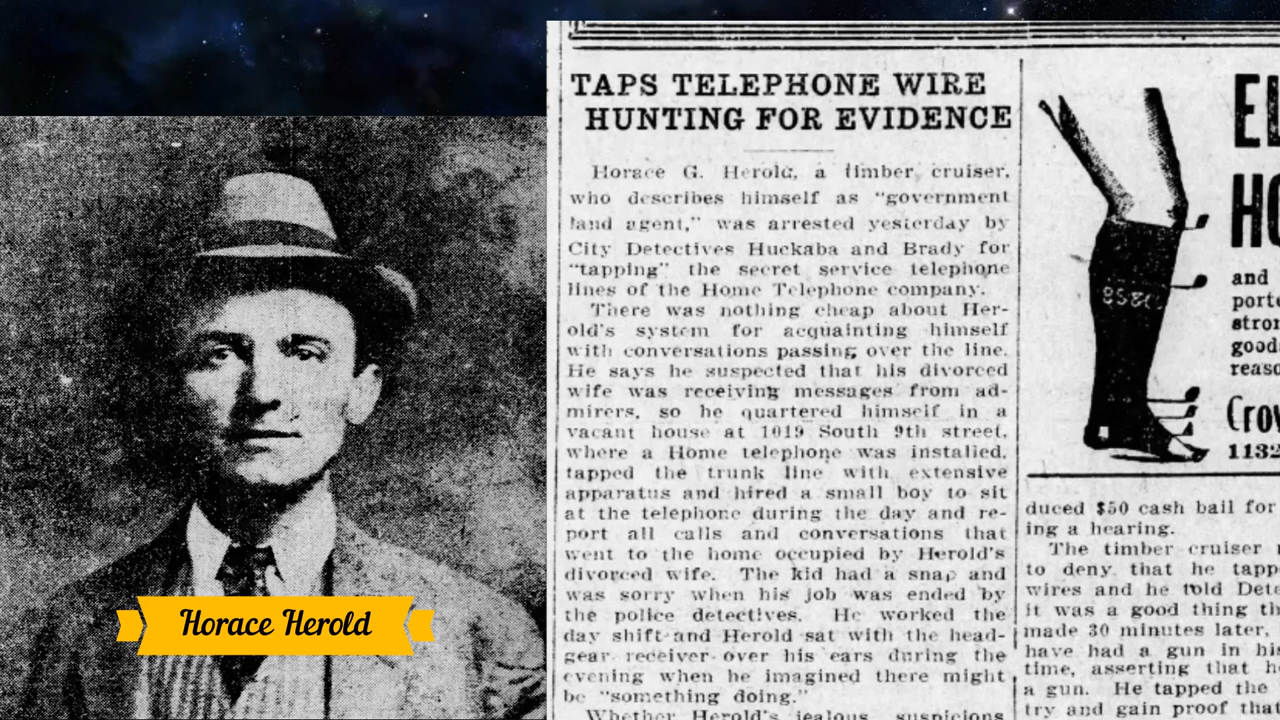 Horace Herold
TAPS TELEPHONE WIRE
HUNTING FOR EVIDENCE
Horace G. Herold, a timber cruiser,
who describes himself as "government
land agent," was arrested yesterday by
City Detectives Huckaba and Brady for
"tapping" the secret service telephone
lines of the Home Telephone company.
There was nothing cheap about Her-
old's system for acquainting himself
with conversations passing over the line.
He says he suspected that his divorced
wife was receiving messages from ad-
mirers, so he quartered himself in a
vacant house at 1019 South 9th street,
where a Home telephone was installed,
tapped the trunk line with extensive
apparatus and hired a small boy to sit
at the telephone during the day and re-
port all calls and conversations that
went to the home occupied by Herold's
divorced wife. The kid had a snap and
was sorry when his job was ended by
the police detectives. He worked the
day shift and Herold sat with the head-
gear receiver over his ears during the
evening when he imagined there might
be "something doing."
Whether Herold's jealous suspicions
EL
HO
and
porte
stron
good
reaso
Crow
1132
duced $50 cash bail for
ing a hearing.
The timber cruiser
to deny that he tapp
wires and he told Dete
it was a good thing th
made 30 minutes later,
have had a gun in his
time, asserting that h
a gun. He tapped the
try and gain proof that